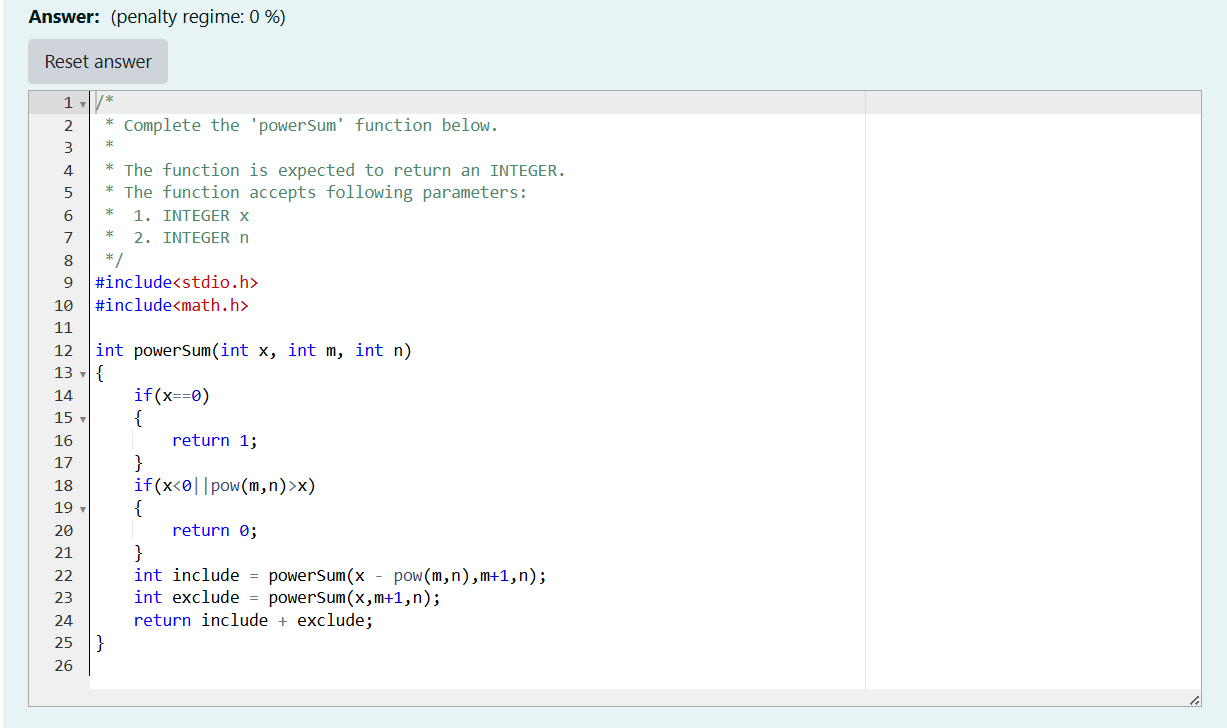 Answer: (penalty regime: 0 %)
Reset answer
1 /*
2  * Complete the 'powerSum' function below.
3  *
4  * The function is expected to return an INTEGER.
5  * The function accepts following parameters:
6  *  1. INTEGER x
7  *  2. INTEGER n
8  */
9 #include<stdio.h>
10 #include<math.h>
11
12 int powerSum(int x, int m, int n)
13 {
14     if(x==0)
15     {
16         return 1;
17     }
18     if(x<0||pow(m,n)>x)
19     {
20         return 0;
21     }
22     int include = powerSum(x - pow(m,n),m+1,n);
23     int exclude = powerSum(x,m+1,n);
24     return include + exclude;
25 }
26